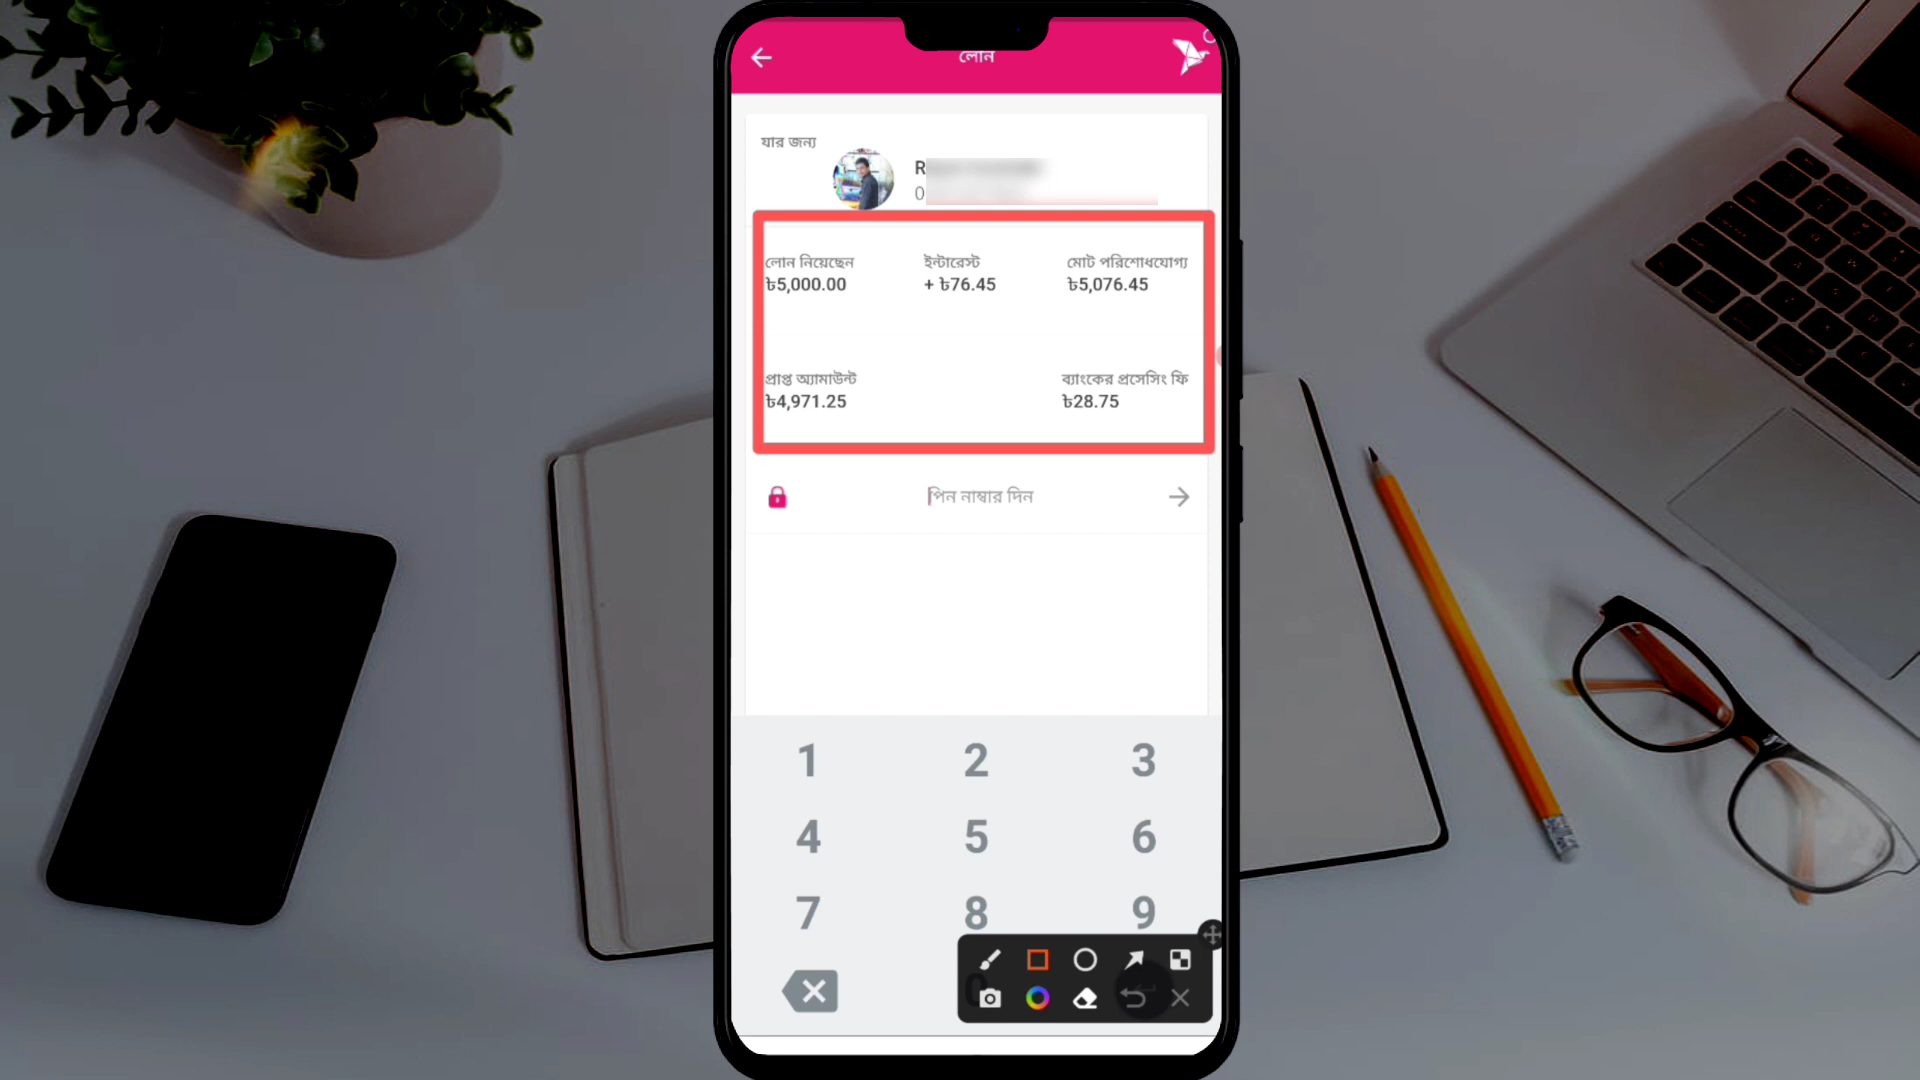 লোন
যার জন্য
R
0
লোন নিয়েছেন ইন্টারেস্ট মোট পরিশোধযোগ্য
৳5,000.00 + ৳76.45 ৳5,076.45
প্রাপ্ত অ্যামাউন্ট ব্যাংকের প্রসেসিং ফি
৳4,971.25 ৳28.75
পিন নাম্বার দিন
1 2 3
4 5 6
7 8 9
0